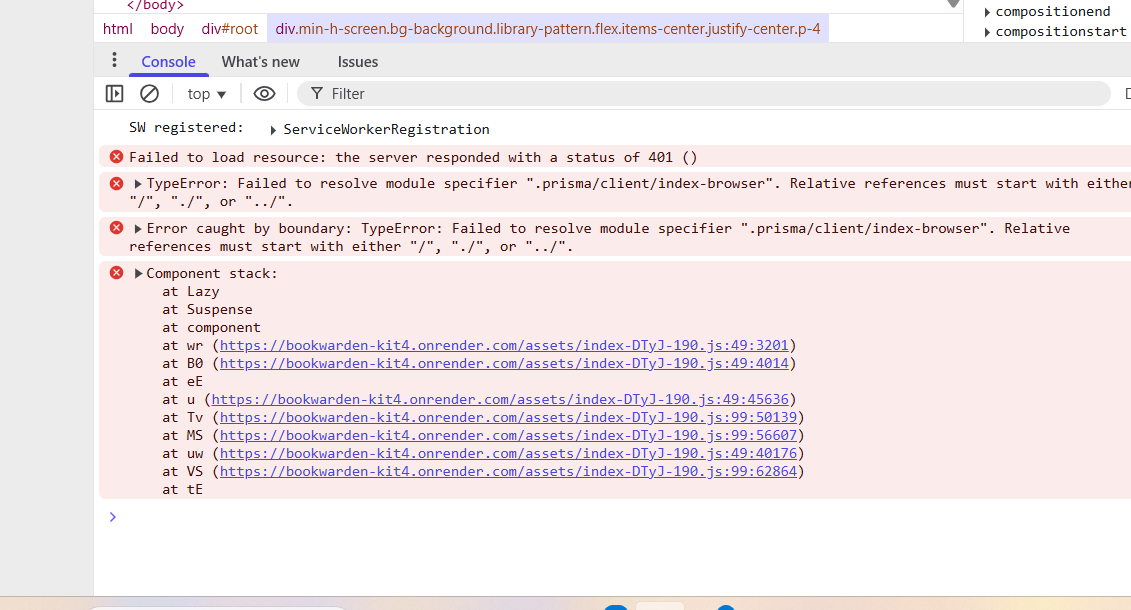 </body>
compositionend
html body div#root div.min-h-screen.bg-background.library-pattern.flex.items-center.justify-center.p-4
compositionstart
Console What's new Issues
top Filter
SW registered: ServiceWorkerRegistration
Failed to load resource: the server responded with a status of 401 ()
TypeError: Failed to resolve module specifier ".prisma/client/index-browser". Relative references must start with either
"/", "./", or "../".
Error caught by boundary: TypeError: Failed to resolve module specifier ".prisma/client/index-browser". Relative
references must start with either "/", "./", or "../".
Component stack:
at Lazy
at Suspense
at component
at wr (https://bookwarden-kit4.onrender.com/assets/index-DTyJ-190.js:49:3201)
at B0 (https://bookwarden-kit4.onrender.com/assets/index-DTyJ-190.js:49:4014)
at eE
at u (https://bookwarden-kit4.onrender.com/assets/index-DTyJ-190.js:49:45636)
at Tv (https://bookwarden-kit4.onrender.com/assets/index-DTyJ-190.js:99:50139)
at MS (https://bookwarden-kit4.onrender.com/assets/index-DTyJ-190.js:99:56607)
at uw (https://bookwarden-kit4.onrender.com/assets/index-DTyJ-190.js:49:40176)
at VS (https://bookwarden-kit4.onrender.com/assets/index-DTyJ-190.js:99:62864)
at tE